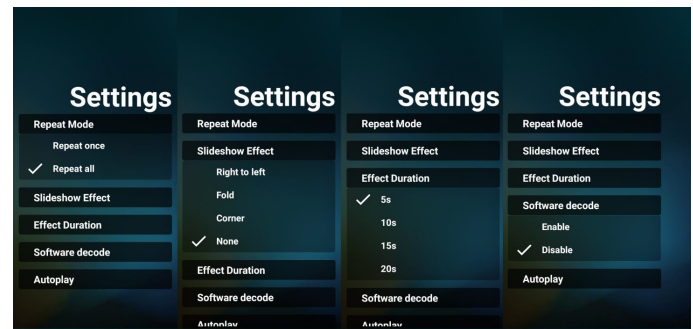 Settings
Repeat Mode
Repeat once
Repeat all
Slideshow Effect
Effect Duration
Software decode
Autoplay
Settings
Repeat Mode
Slideshow Effect
Right to left
Fold
Corner
None
Effect Duration
Software decode
Autoplay
Settings
Repeat Mode
Slideshow Effect
Effect Duration
5s
10s
15s
20s
Software decode
Autoplay
Settings
Repeat Mode
Slideshow Effect
Effect Duration
Software decode
Enable
Disable
Autoplay